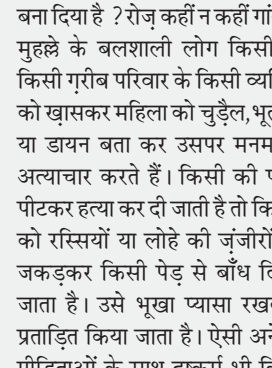 बना दिया है ? रोज़ कहीं न कहीं गां
मुहल्ले के बलशाली लोग किसी
किसी ग़रीब परिवार के किसी व्यि
को ख़ासकर महिला को चुड़ैल, भूत
या डायन बता कर उसपर मनम
अत्याचार करते हैं। किसी की
पीटकर हत्या कर दी जाती है तो कि
को रस्सियों या लोहे की ज़ंजीरों
जकड़कर किसी पेड़ से बाँध दि
जाता है। उसे भूखा प्यासा रख
प्रताड़ित किया जाता है। ऐसी अ